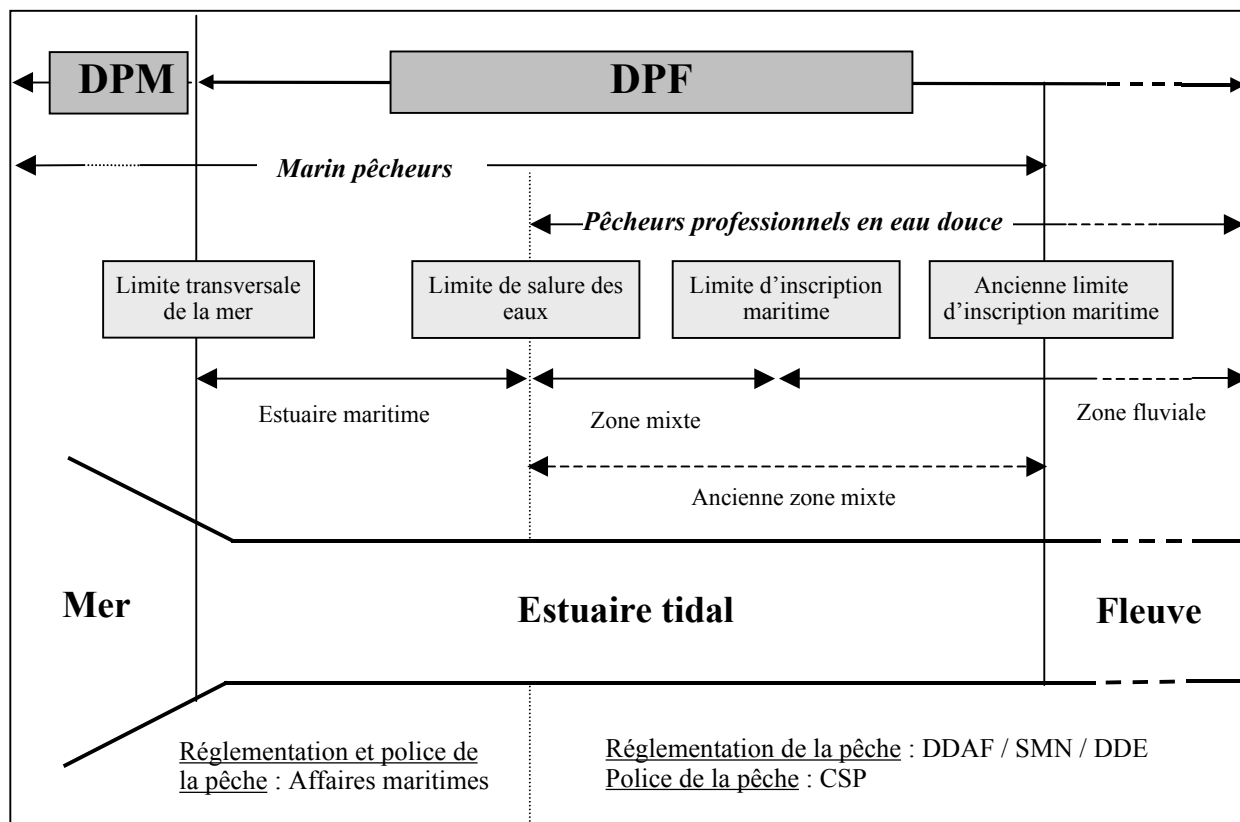 DPM
DPF
Marin pêcheurs
Pêcheurs professionnels en eau douce
Limite transversale
de la mer
Limite de salure des
eaux
Limite d'inscription
maritime
Ancienne limite
d'inscription maritime
Estuaire maritime
Zone mixte
Zone fluviale
Ancienne zone mixte
Mer
Estuaire tidal
Fleuve
Réglementation et police de
la pêche : Affaires maritimes
Réglementation de la pêche : DDAF / SMN / DDE
Police de la pêche : CSP